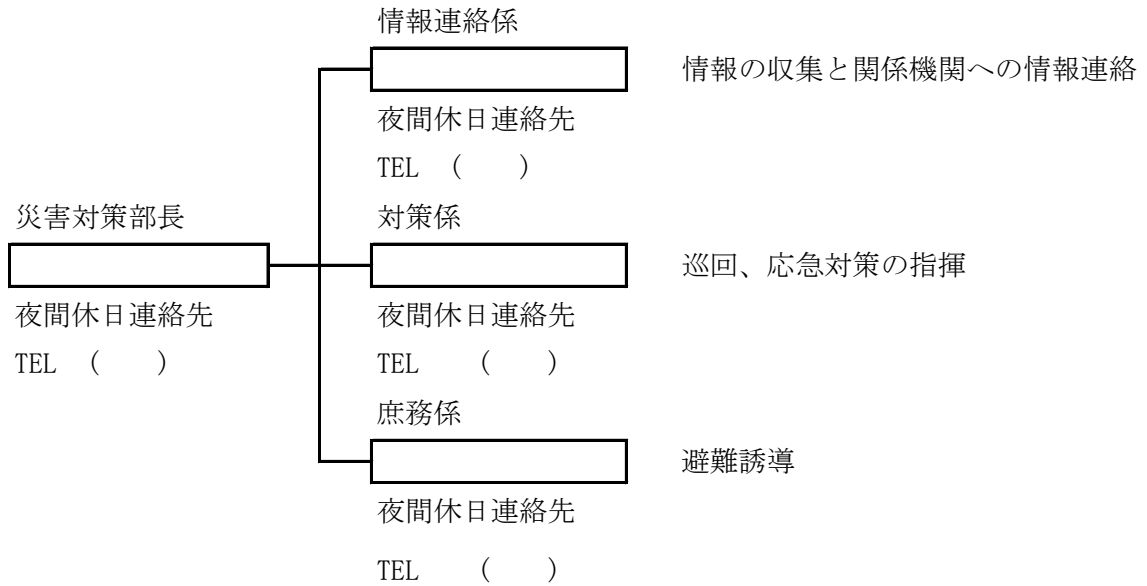 情報連絡係
情報の収集と関係機関への情報連絡
夜間休日連絡先
TEL （　　）
災害対策部長
夜間休日連絡先
TEL （　　）
対策係
巡回、応急対策の指揮
夜間休日連絡先
TEL　（　　）
庶務係
避難誘導
夜間休日連絡先
TEL　（　　）